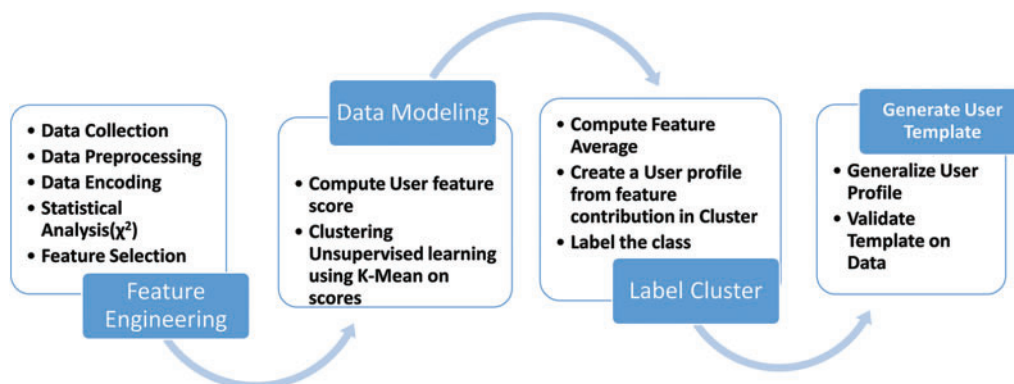 • Data Collection
• Data Preprocessing
• Data Encoding
• Statistical
Analysis(χ²)
• Feature Selection
Feature
Engineering
Data Modeling
• Compute User feature
score
• Clustering
Unsupervised learning
using K-Mean on
scores
• Compute Feature
Average
• Create a User profile
from feature
contribution in Cluster
• Label the class
Label Cluster
Generate User
Template
• Generalize User
Profile
• Validate
Template on
Data